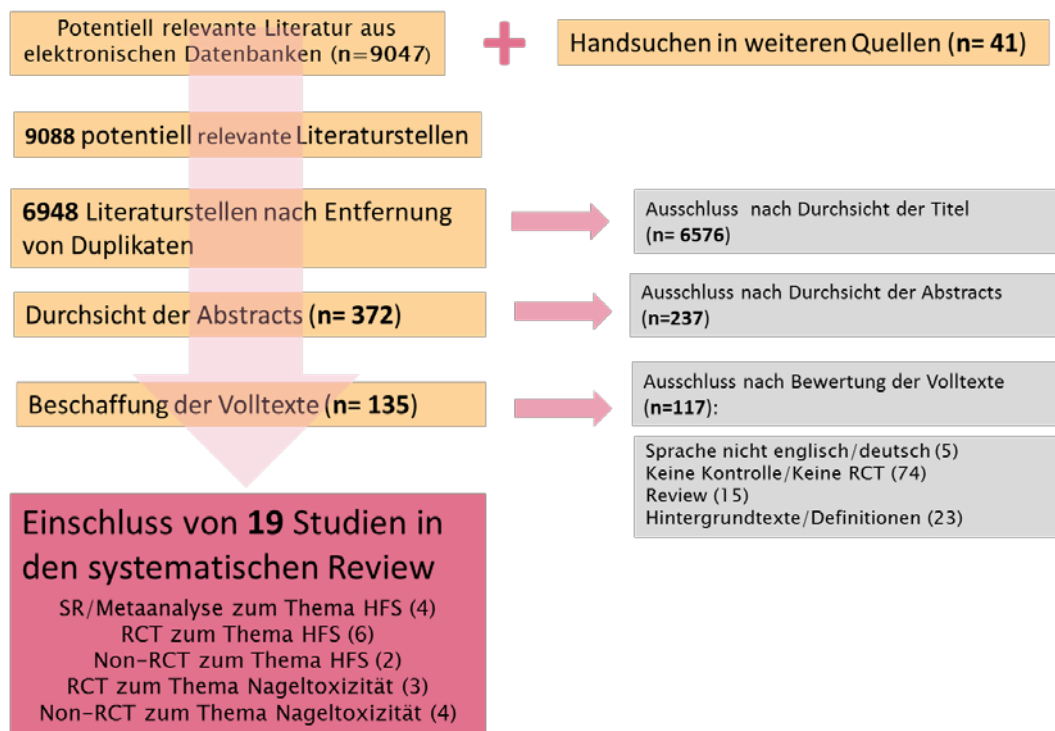 Potentiell relevante Literatur aus
elektronischen Datenbanken (n=9047)
+
Handsuchen in weiteren Quellen (n= 41)
9088 potentiell relevante Literaturstellen
6948 Literaturstellen nach Entfernung
von Duplikaten
Ausschluss nach Durchsicht der Titel
(n= 6576)
Durchsicht der Abstracts (n= 372)
Ausschluss nach Durchsicht der Abstracts
(n=237)
Beschaffung der Volltexte (n= 135)
Ausschluss nach Bewertung der Volltexte
(n=117):
Sprache nicht englisch/deutsch (5)
Keine Kontrolle/Keine RCT (74)
Review (15)
Hintergrundtexte/Definitionen (23)
Einschluss von 19 Studien in
den systematischen Review
SR/Metaanalyse zum Thema HFS (4)
RCT zum Thema HFS (6)
Non-RCT zum Thema HFS (2)
RCT zum Thema Nageltoxizität (3)
Non-RCT zum Thema Nageltoxizität (4)